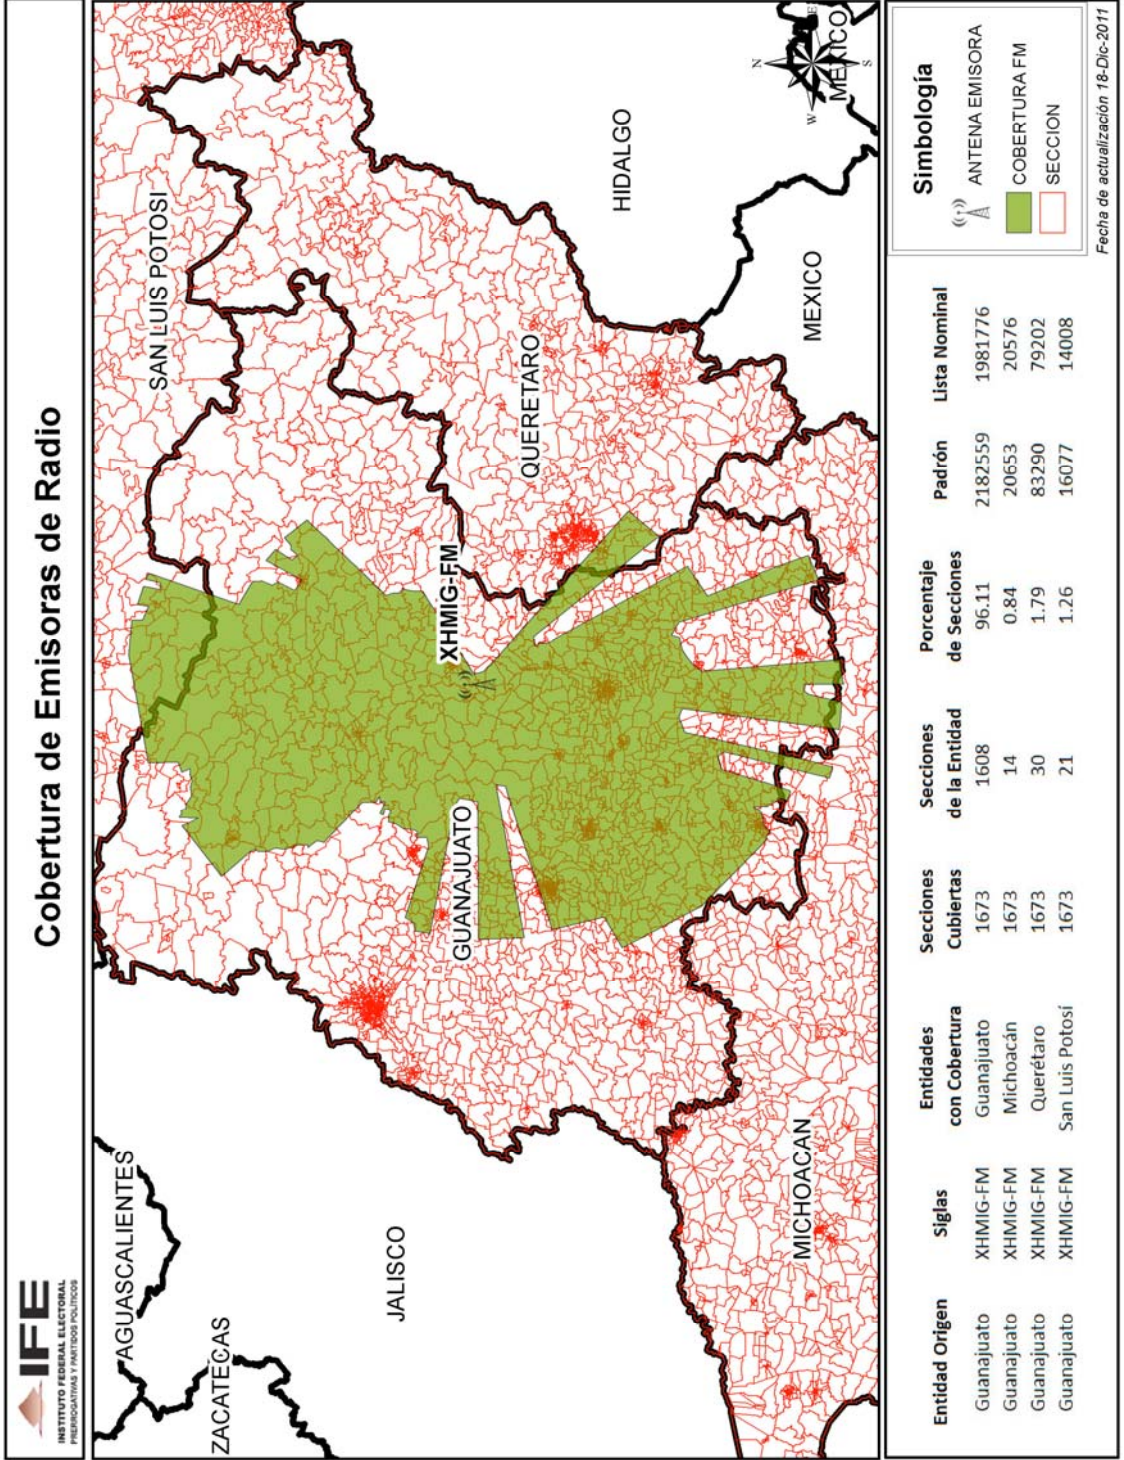 IFE
INSTITUTO FEDERAL ELECTORAL
PRERROGATIVAS Y PARTIDOS POLITICOS
Cobertura de Emisoras de Radio
AGUASCALIENTES
ZACATECAS
JALISCO
MICHOACAN
GUANAJUATO
XHMIG-FM
SAN LUIS POTOSI
QUERETARO
HIDALGO
MEXICO
MEXICO
N
E
S
W
Entidad Origen Siglas Entidades con Cobertura Secciones Cubiertas Secciones de la Entidad Porcentaje de Secciones Padrón Lista Nominal
Guanajuato XHMIG-FM Guanajuato 1673 1608 96.11 2182559 1981776
Guanajuato XHMIG-FM Michoacán 1673 14 0.84 20653 20576
Guanajuato XHMIG-FM Querétaro 1673 30 1.79 83290 79202
Guanajuato XHMIG-FM San Luis Potosí 1673 21 1.26 16077 14008
Simbología
ANTENA EMISORA
COBERTURA FM
SECCION
Fecha de actualización 18-Dic-2011